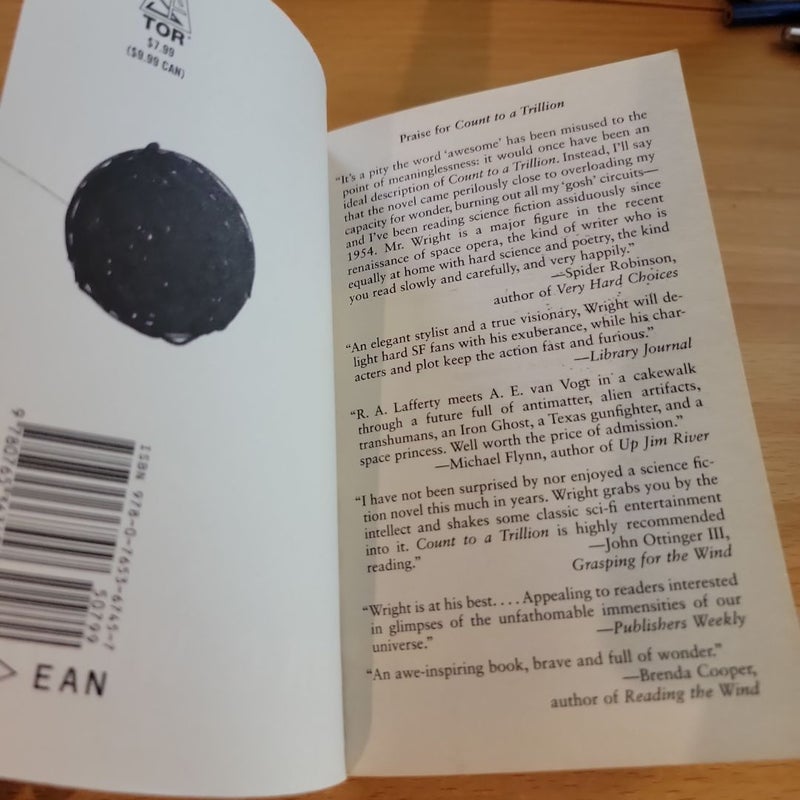 TOR
$7.99
($9.99 CAN)
ISBN 978-0-7653-6745-7
50799
EAN
Praise for Count to a Trillion
“It’s a pity the word ‘awesome’ has been misused to the
point of meaninglessness: it would once have been an
ideal description of Count to a Trillion. Instead, I’ll say
that the novel came perilously close to overloading my
capacity for wonder, burning out all my ‘gosh’ circuits—
and I’ve been reading science fiction assiduously since
1954. Mr. Wright is a major figure in the recent
renaissance of space opera, the kind of writer who is
equally at home with hard science and poetry, the kind
you read slowly and carefully, and very happily.”
—Spider Robinson,
author of Very Hard Choices
“An elegant stylist and a true visionary, Wright will de-
light hard SF fans with his exuberance, while his char-
acters and plot keep the action fast and furious.”
—Library Journal
“R. A. Lafferty meets A. E. van Vogt in a cakewalk
through a future full of antimatter, alien artifacts,
transhumans, an Iron Ghost, a Texas gunfighter, and a
space princess. Well worth the price of admission.”
—Michael Flynn, author of Up Jim River
“I have not been surprised by nor enjoyed a science fic-
tion novel this much in years. Wright grabs you by the
intellect and shakes some classic sci-fi entertainment
into it. Count to a Trillion is highly recommended
reading.”
—John Ottinger III,
Grasping for the Wind
“Wright is at his best. . . . Appealing to readers interested
in glimpses of the unfathomable immensities of our
universe.”
—Publishers Weekly
“An awe-inspiring book, brave and full of wonder.”
—Brenda Cooper,
author of Reading the Wind